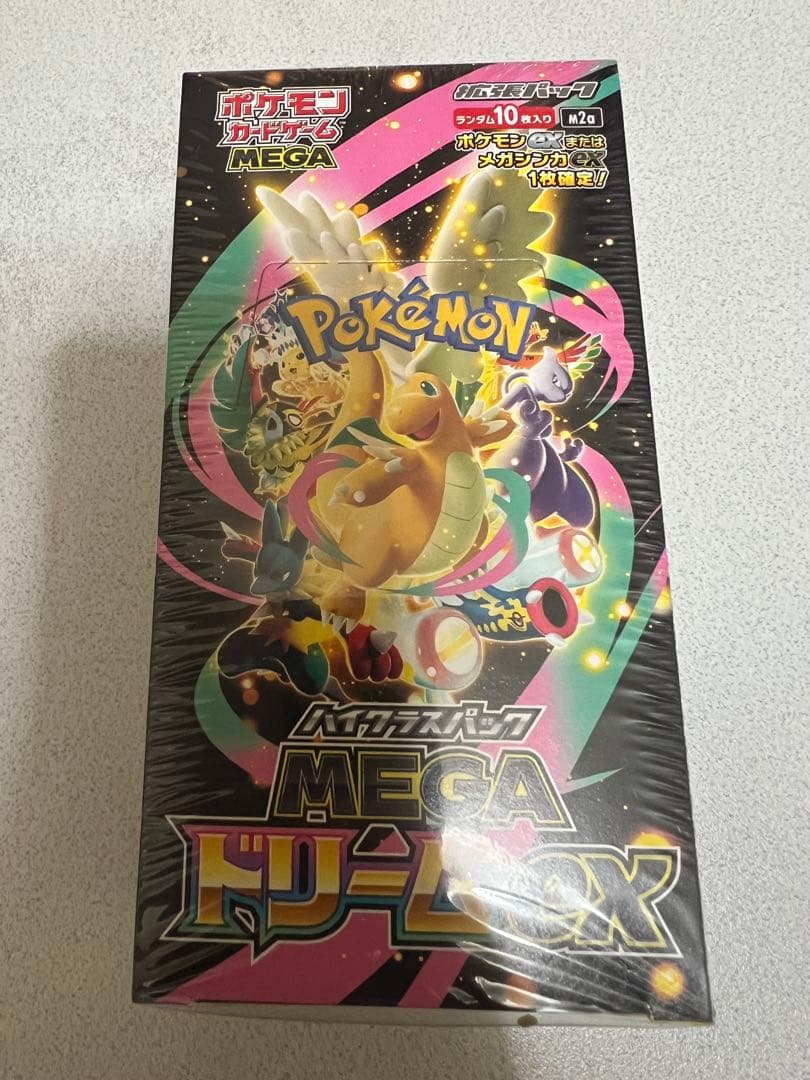 ポケモン
カードゲーム
MEGA
拡張パック
ランダム10枚入り M2a
ポケモンexまたは
メガシンカex
1枚確定!
POKéMON
TM
ハイクラスパック
MEGA
ドリームex